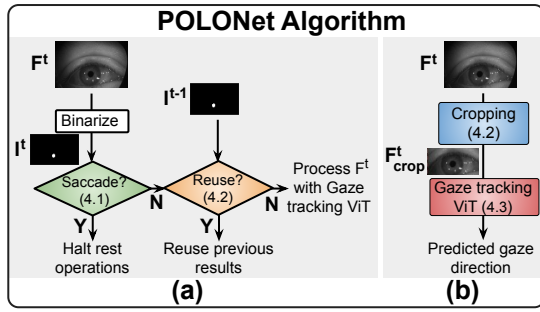 POLONet Algorithm
F^t
Binarize
I^t
I^t-1
Saccade?
(4.1)
N
Reuse?
(4.2)
N
Process F^t
with Gaze
tracking ViT
Y
Halt rest
operations
Y
Reuse previous
results
(a)
F^t
Cropping
(4.2)
F^t_crop
Gaze tracking
ViT (4.3)
Predicted gaze
direction
(b)